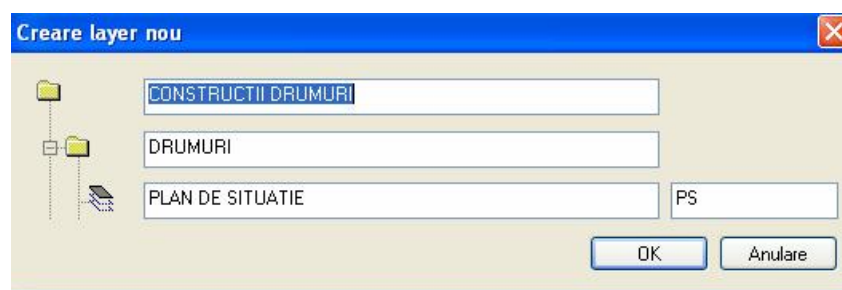 Creare layer nou
CONSTRUCTII DRUMURI
DRUMURI
PLAN DE SITUATIE PS
OK Anulare